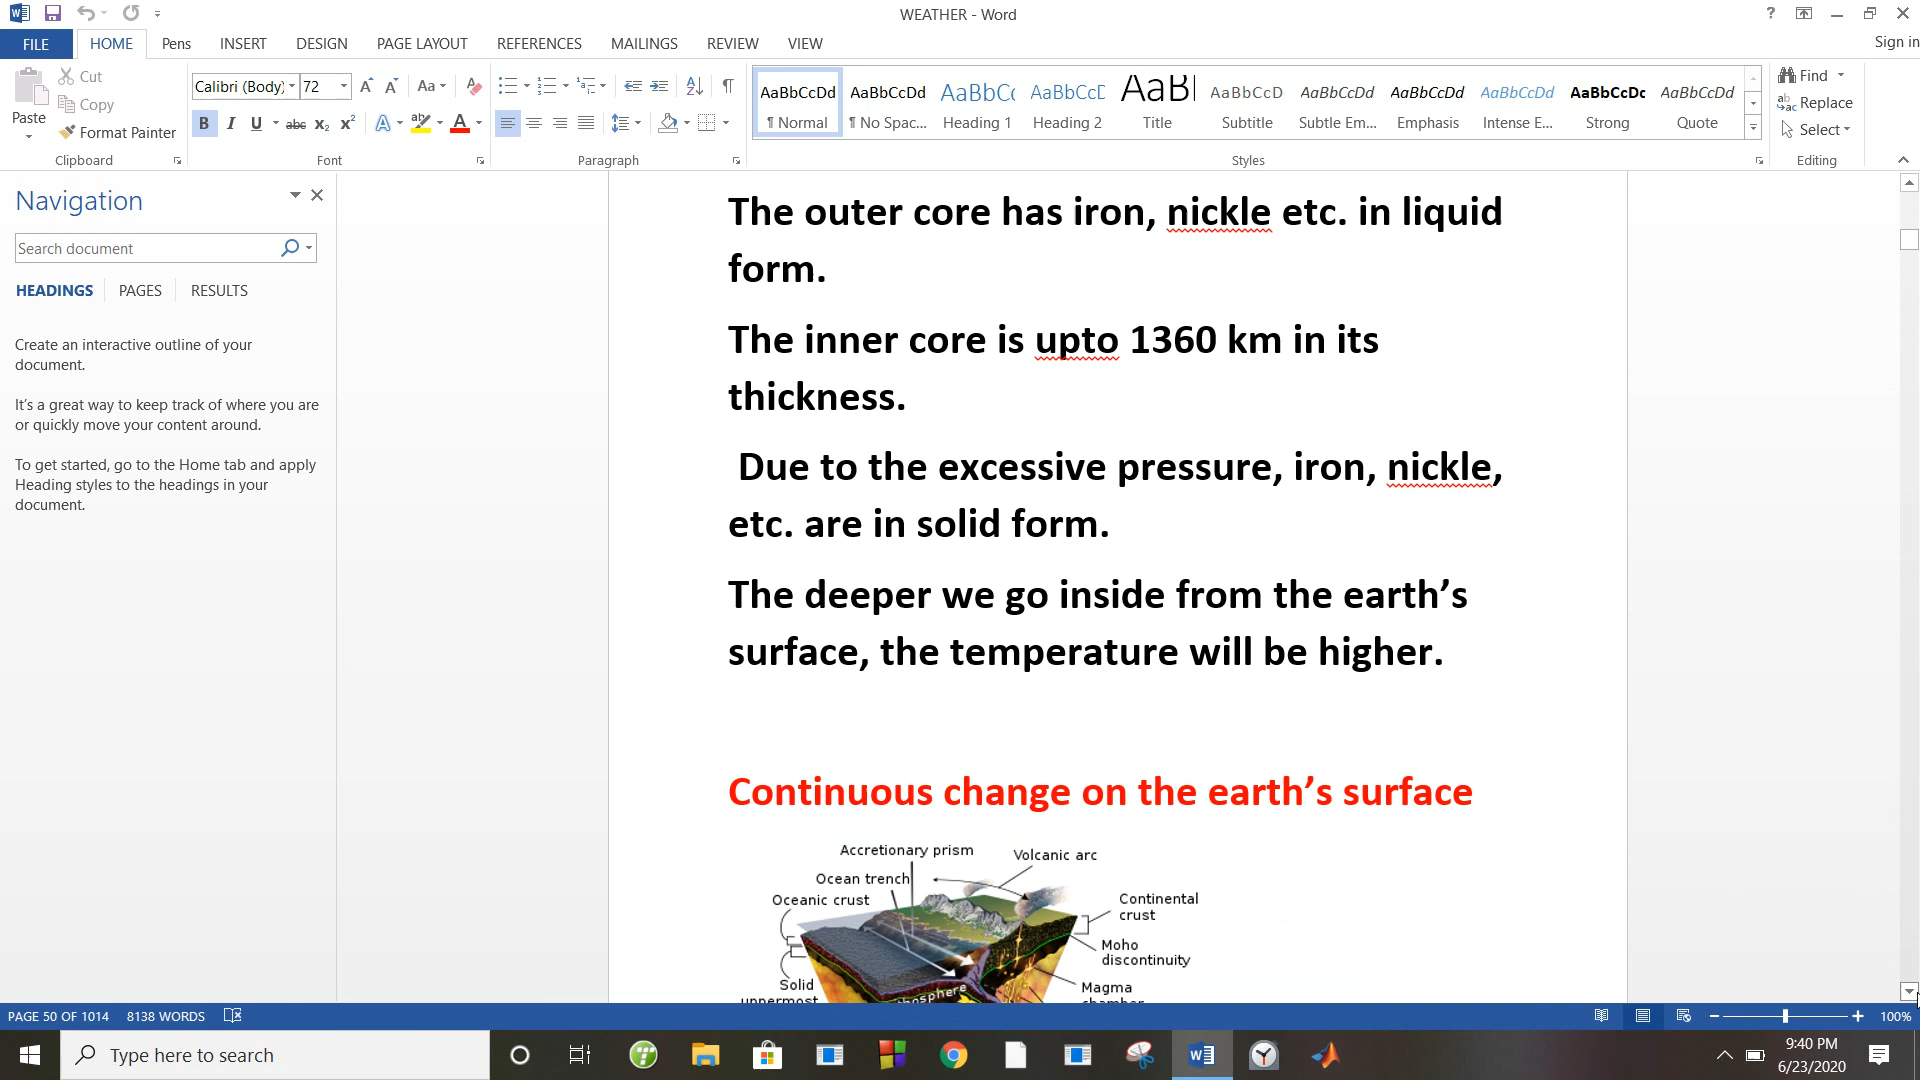 WEATHER - Word
FILE HOME Pens INSERT DESIGN PAGE LAYOUT REFERENCES MAILINGS REVIEW VIEW Sign in
Paste
Cut
Copy
Format Painter
Clipboard
Calibri (Body) 72
Font
Paragraph
AaBbCcDd AaBbCcDd AaBbCc AaBbCcD AaBl AaBbCcD AaBbCcDd AaBbCcDd AaBbCcDd AaBbCcDc AaBbCcDd
¶ Normal ¶ No Spac... Heading 1 Heading 2 Title Subtitle Subtle Em... Emphasis Intense E... Strong Quote
Styles
Find
Replace
Select
Editing
Navigation
Search document
HEADINGS PAGES RESULTS
Create an interactive outline of your
document.
It's a great way to keep track of where you are
or quickly move your content around.
To get started, go to the Home tab and apply
Heading styles to the headings in your
document.
The outer core has iron, nickle etc. in liquid
form.
The inner core is upto 1360 km in its
thickness.
Due to the excessive pressure, iron, nickle,
etc. are in solid form.
The deeper we go inside from the earth’s
surface, the temperature will be higher.
Continuous change on the earth’s surface
Accretionary prism
Volcanic arc
Ocean trench
Oceanic crust
Continental
crust
Moho
discontinuity
Solid
uppermost
Magma
chamber
PAGE 50 OF 1014 8138 WORDS 100%
Type here to search
9:40 PM
6/23/2020